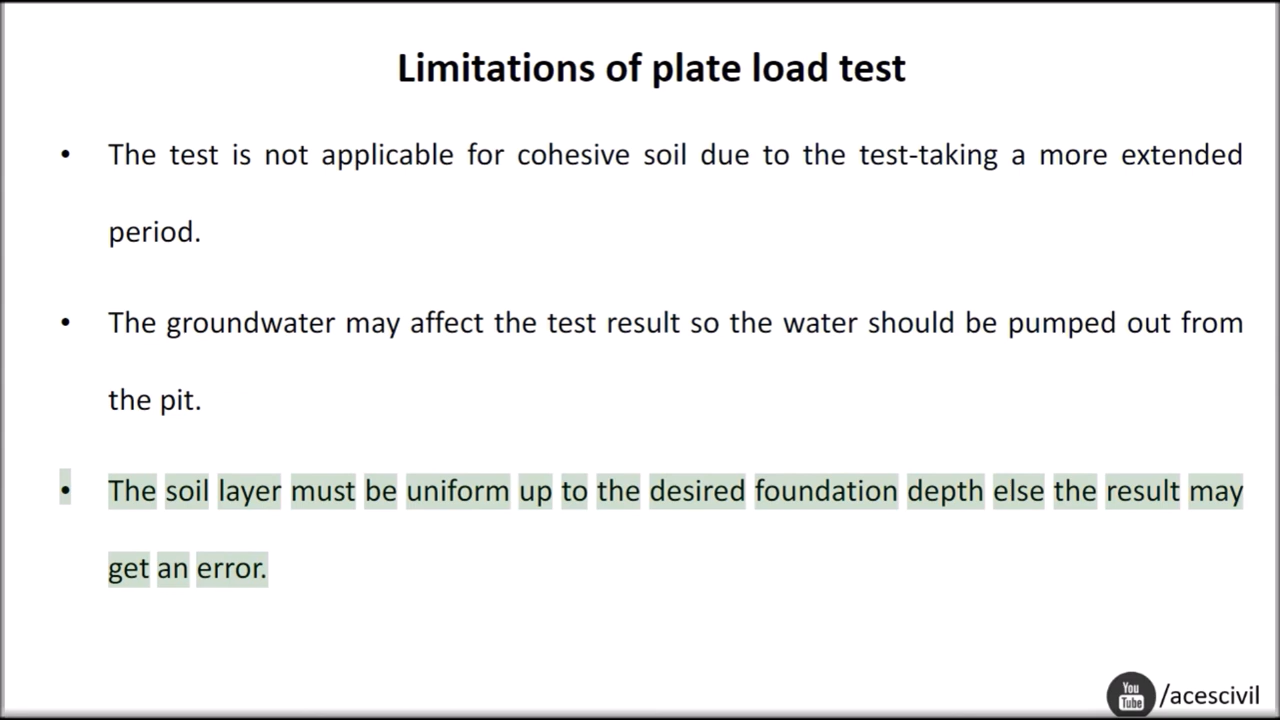 Limitations of plate load test
• The test is not applicable for cohesive soil due to the test-taking a more extended
period.
• The groundwater may affect the test result so the water should be pumped out from
the pit.
• The soil layer must be uniform up to the desired foundation depth else the result may
get an error.
You
Tube
/acescivil